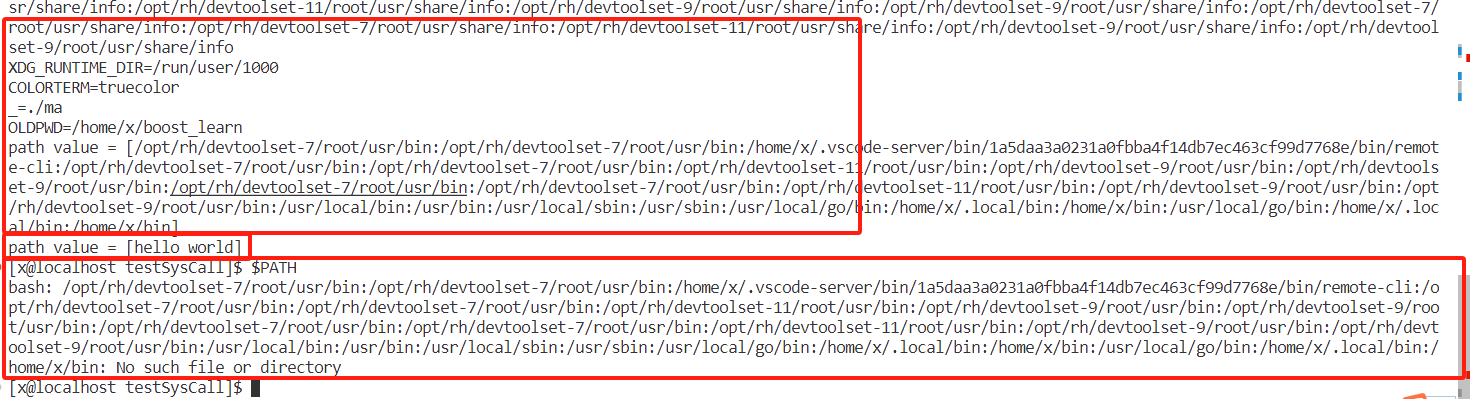 sr/share/info:/opt/rh/devtoolset-11/root/usr/share/info:/opt/rh/devtoolset-9/root/usr/share/info:/opt/rh/devtoolset-9/root/usr/share/info:/opt/rh/devtoolset-7/
root/usr/share/info:/opt/rh/devtoolset-7/root/usr/share/info:/opt/rh/devtoolset-11/root/usr/share/info:/opt/rh/devtoolset-9/root/usr/share/info:/opt/rh/devtool
set-9/root/usr/share/info
XDG_RUNTIME_DIR=/run/user/1000
COLORTERM=truecolor
_=./ma
OLDPWD=/home/x/boost_learn
path value = [/opt/rh/devtoolset-7/root/usr/bin:/opt/rh/devtoolset-7/root/usr/bin:/home/x/.vscode-server/bin/1a5daa3a0231a0fbba4f14db7ec463cf99d7768e/bin/remot
e-cli:/opt/rh/devtoolset-7/root/usr/bin:/opt/rh/devtoolset-7/root/usr/bin:/opt/rh/devtoolset-11/root/usr/bin:/opt/rh/devtoolset-9/root/usr/bin:/opt/rh/devtools
et-9/root/usr/bin:/opt/rh/devtoolset-7/root/usr/bin:/opt/rh/devtoolset-7/root/usr/bin:/opt/rh/devtoolset-11/root/usr/bin:/opt/rh/devtoolset-9/root/usr/bin:/opt
/rh/devtoolset-9/root/usr/bin:/usr/local/bin:/usr/bin:/usr/local/sbin:/usr/sbin:/usr/local/go/bin:/home/x/.local/bin:/home/x/bin:/usr/local/go/bin:/home/x/.loc
al/bin:/home/x/bin]
path value = [hello world]
[x@localhost testSysCall]$ $PATH
bash: /opt/rh/devtoolset-7/root/usr/bin:/opt/rh/devtoolset-7/root/usr/bin:/home/x/.vscode-server/bin/1a5daa3a0231a0fbba4f14db7ec463cf99d7768e/bin/remote-cli:/o
pt/rh/devtoolset-7/root/usr/bin:/opt/rh/devtoolset-7/root/usr/bin:/opt/rh/devtoolset-11/root/usr/bin:/opt/rh/devtoolset-9/root/usr/bin:/opt/rh/devtoolset-9/roo
t/usr/bin:/opt/rh/devtoolset-7/root/usr/bin:/opt/rh/devtoolset-7/root/usr/bin:/opt/rh/devtoolset-11/root/usr/bin:/opt/rh/devtoolset-9/root/usr/bin:/opt/rh/devt
oolset-9/root/usr/bin:/usr/local/bin:/usr/bin:/usr/local/sbin:/usr/sbin:/usr/local/go/bin:/home/x/.local/bin:/home/x/bin:/usr/local/go/bin:/home/x/.local/bin:/
home/x/bin: No such file or directory
[x@localhost testSysCall]$